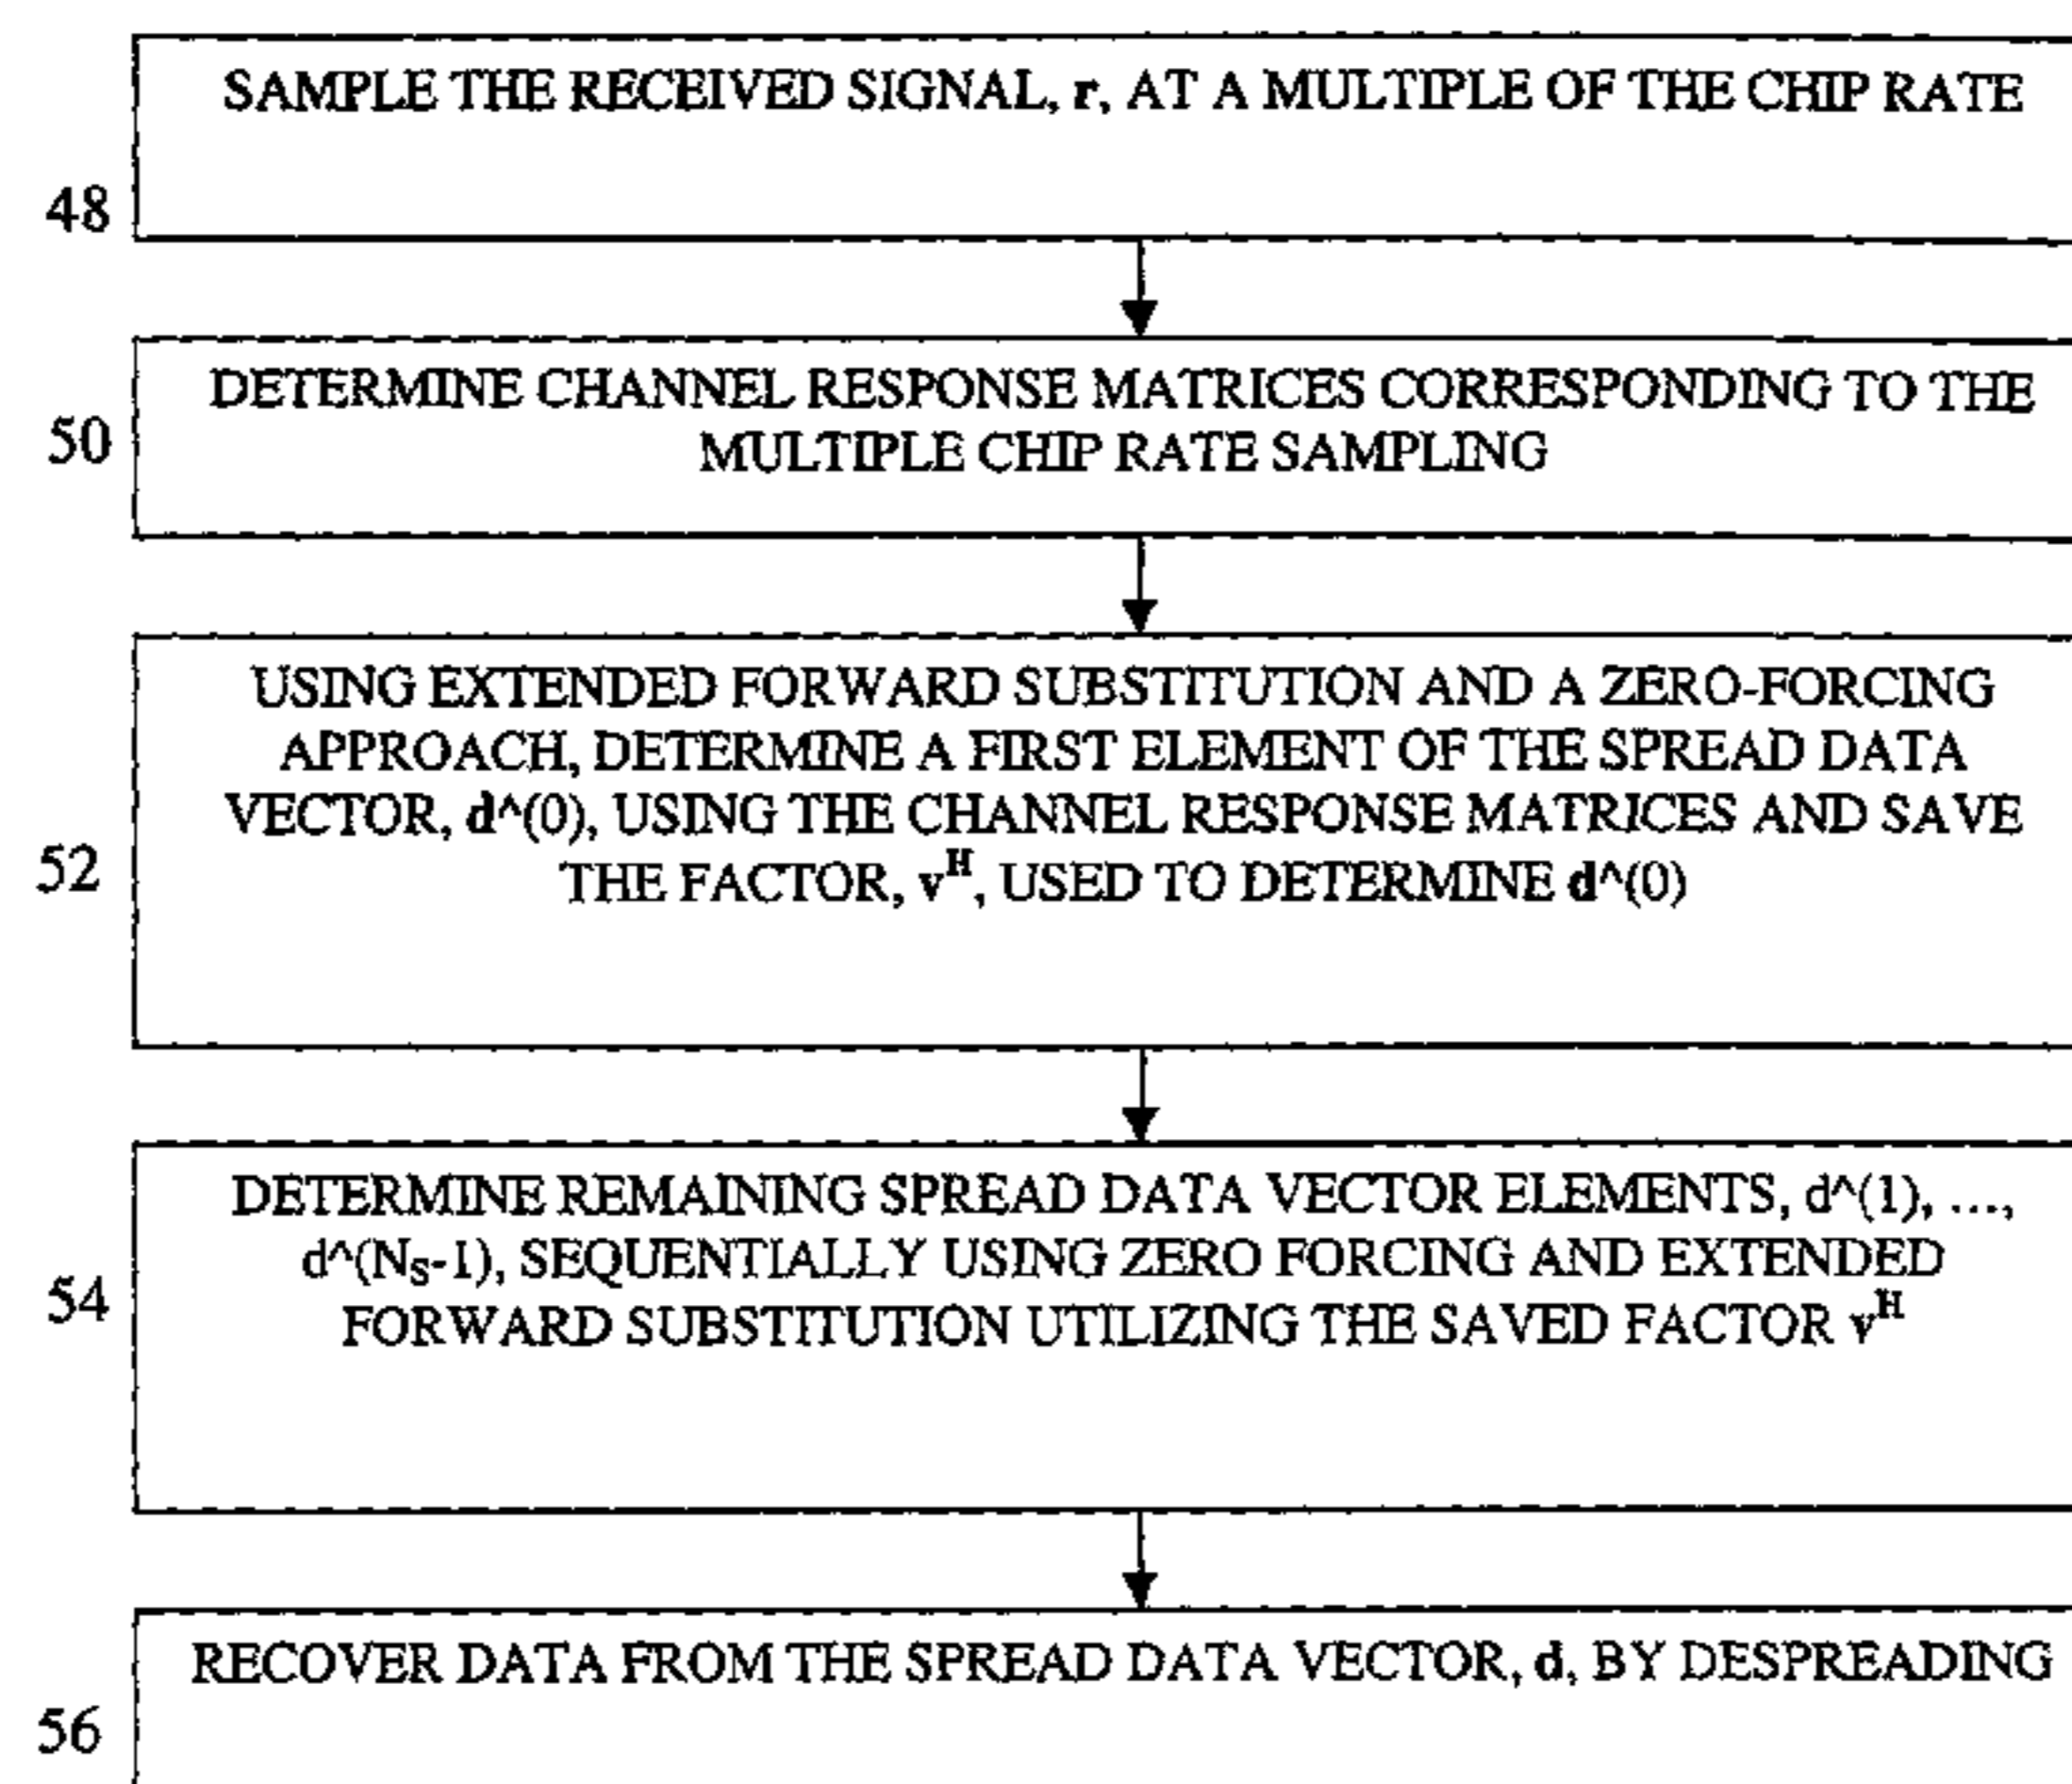 SAMPLE THE RECEIVED SIGNAL, r, AT A MULTIPLE OF THE CHIP RATE
48
DETERMINE CHANNEL RESPONSE MATRICES CORRESPONDING TO THE
MULTIPLE CHIP RATE SAMPLING
50
USING EXTENDED FORWARD SUBSTITUTION AND A ZERO-FORCING
APPROACH, DETERMINE A FIRST ELEMENT OF THE SPREAD DATA
VECTOR, d^(0), USING THE CHANNEL RESPONSE MATRICES AND SAVE
THE FACTOR, v^H, USED TO DETERMINE d^(0)
52
DETERMINE REMAINING SPREAD DATA VECTOR ELEMENTS, d^(1), ...,
d^(N_S-1), SEQUENTIALLY USING ZERO FORCING AND EXTENDED
FORWARD SUBSTITUTION UTILIZING THE SAVED FACTOR v^H
54
RECOVER DATA FROM THE SPREAD DATA VECTOR, d, BY DESPREADING
56